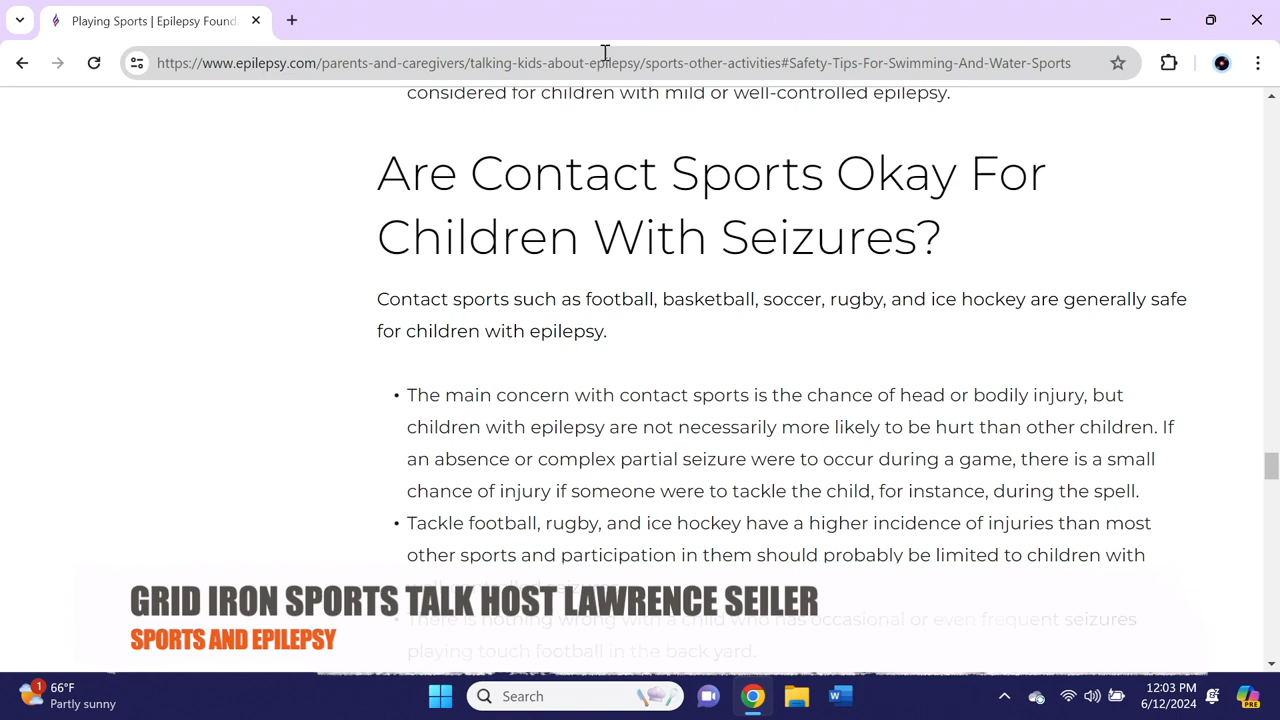 Playing Sports | Epilepsy Found
https://www.epilepsy.com/parents-and-caregivers/talking-kids-about-epilepsy/sports-other-activities#Safety-Tips-For-Swimming-And-Water-Sports
considered for children with mild or well-controlled epilepsy.
Are Contact Sports Okay For
Children With Seizures?
Contact sports such as football, basketball, soccer, rugby, and ice hockey are generally safe
for children with epilepsy.
• The main concern with contact sports is the chance of head or bodily injury, but
children with epilepsy are not necessarily more likely to be hurt than other children. If
an absence or complex partial seizure were to occur during a game, there is a small
chance of injury if someone were to tackle the child, for instance, during the spell.
• Tackle football, rugby, and ice hockey have a higher incidence of injuries than most
other sports and participation in them should probably be limited to children with
GRID IRON SPORTS TALK HOST LAWRENCE SEILER
• There is nothing wrong with a child who has occasional or even frequent seizures
SPORTS AND EPILEPSY
playing touch football in the back yard.
1
66°F
Partly sunny
Search
W
PRE
12:03 PM
6/12/2024